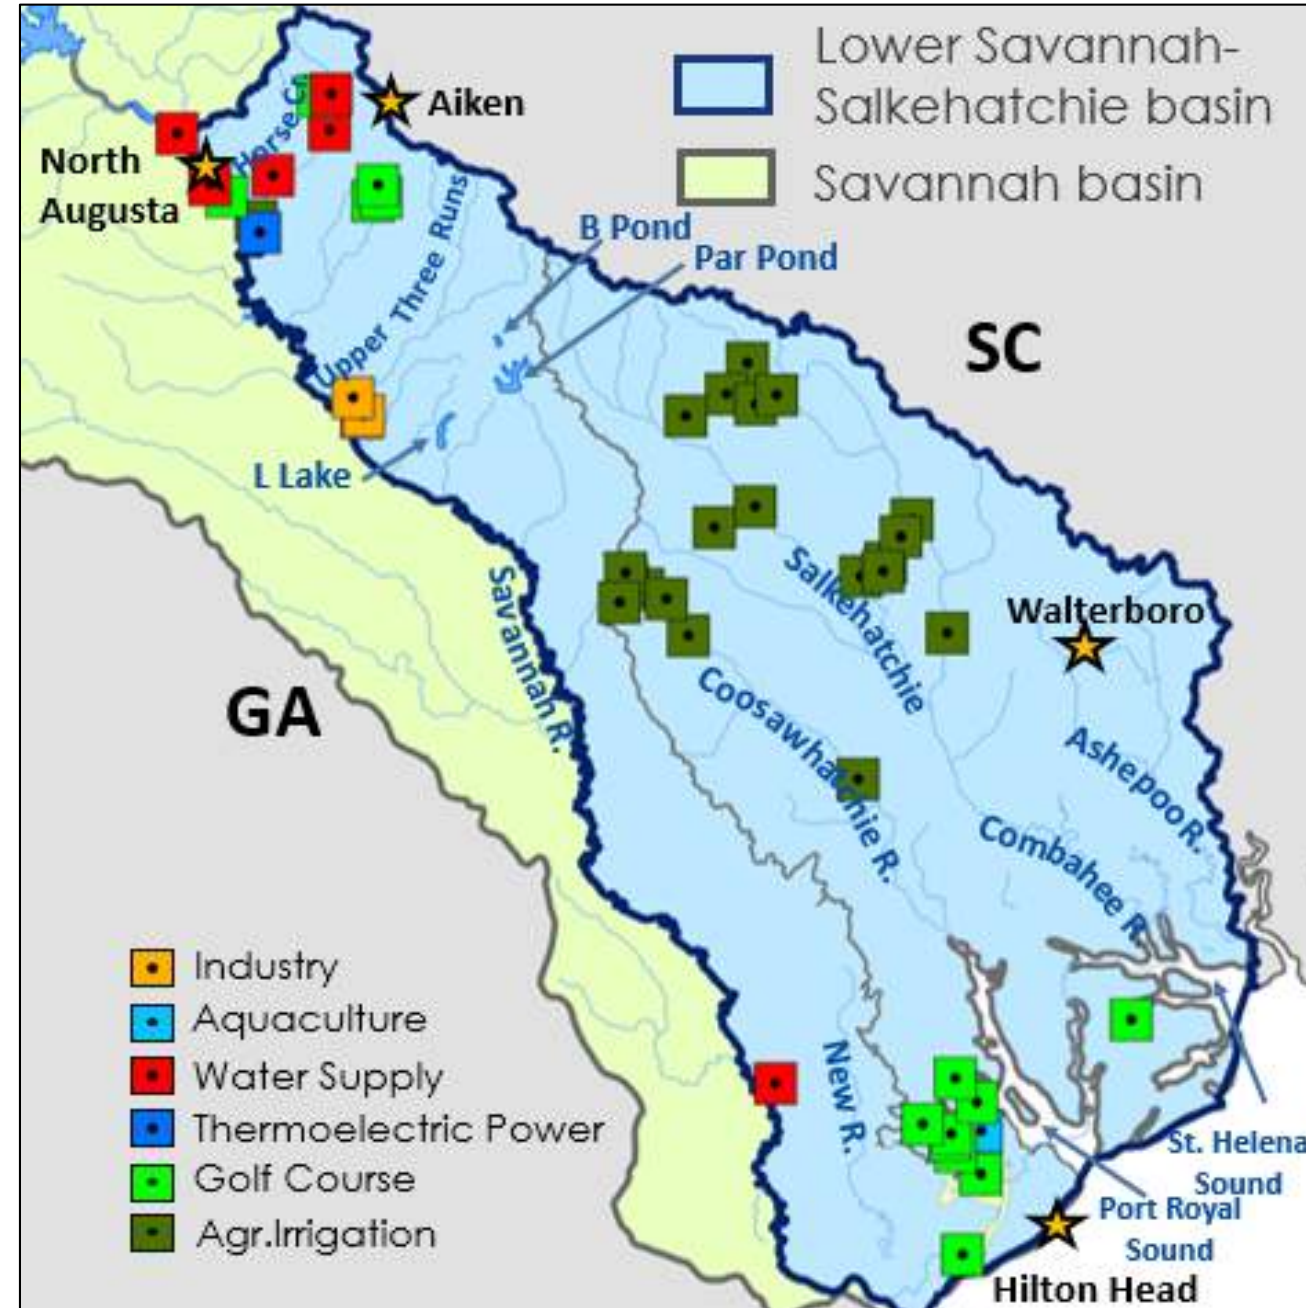 Lower Savannah-
Salkehatchie basin
Savannah basin
Aiken
North
Augusta
Horse Cr
Upper Three Runs
B Pond
Par Pond
SC
L Lake
Savannah R.
Salkehatchie
Walterboro
GA
Coosawhatchie R.
Ashepoo R.
Combahee R.
New R.
Industry
Aquaculture
Water Supply
Thermoelectric Power
Golf Course
Agr.Irrigation
St. Helena
Sound
Port Royal
Sound
Hilton Head